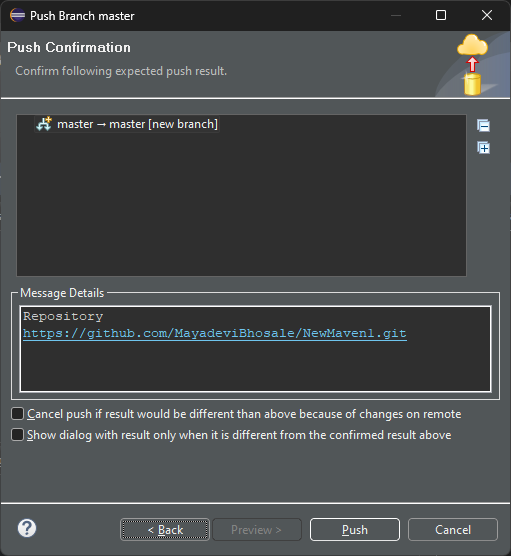 Push Branch master
Push Confirmation
Confirm following expected push result.
master → master [new branch]
Message Details
Repository
https://github.com/MayadeviBhosale/NewMaven1.git
Cancel push if result would be different than above because of changes on remote
Show dialog with result only when it is different from the confirmed result above
< Back
Preview >
Push
Cancel